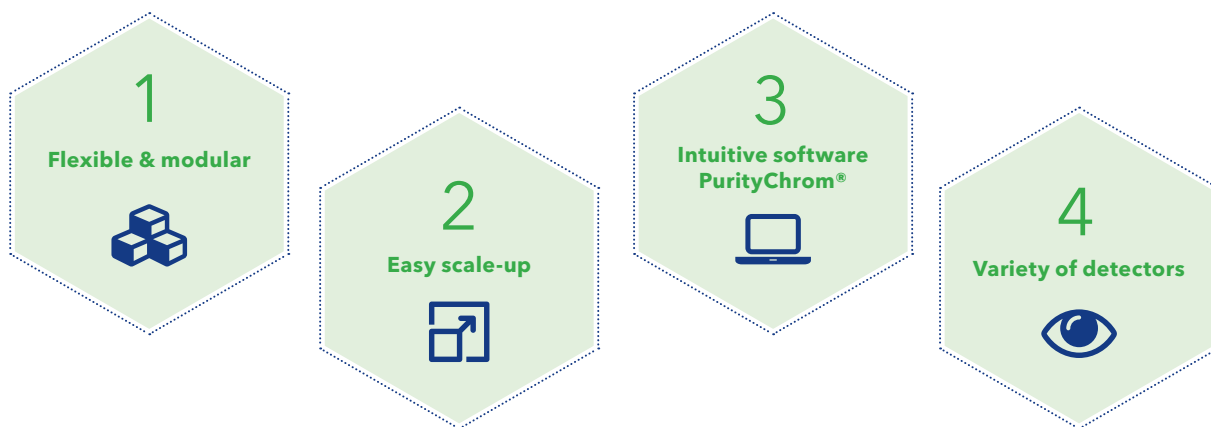 1
Flexible & modular
2
Easy scale-up
3
Intuitive software
PurityChrom®
4
Variety of detectors